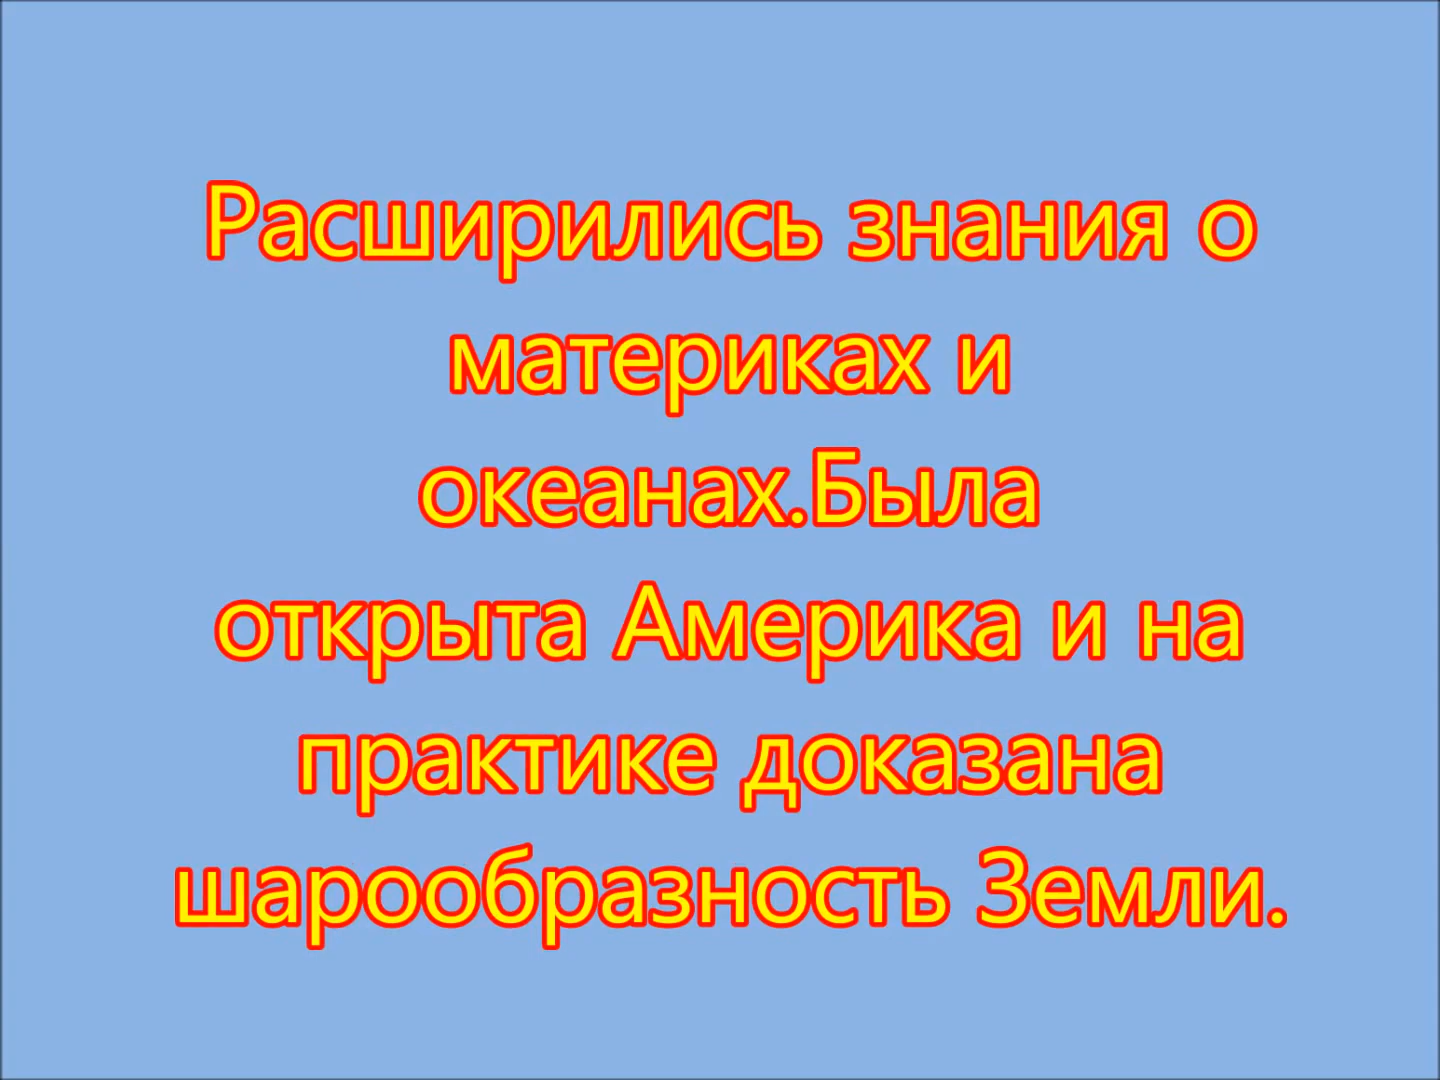 Расширились знания о
материках и
океанах.Была
открыта Америка и на
практике доказана
шарообразность Земли.